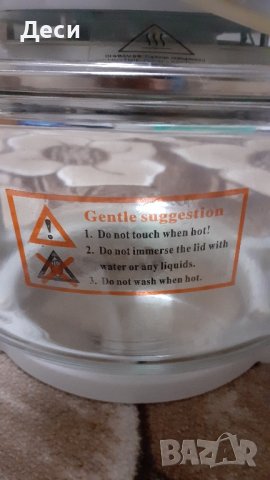 Деси
Gentle suggestion
1. Do not touch when hot!
2. Do not immerse the lid with
water or any liquids.
3. Do not wash when hot.
BAZAR